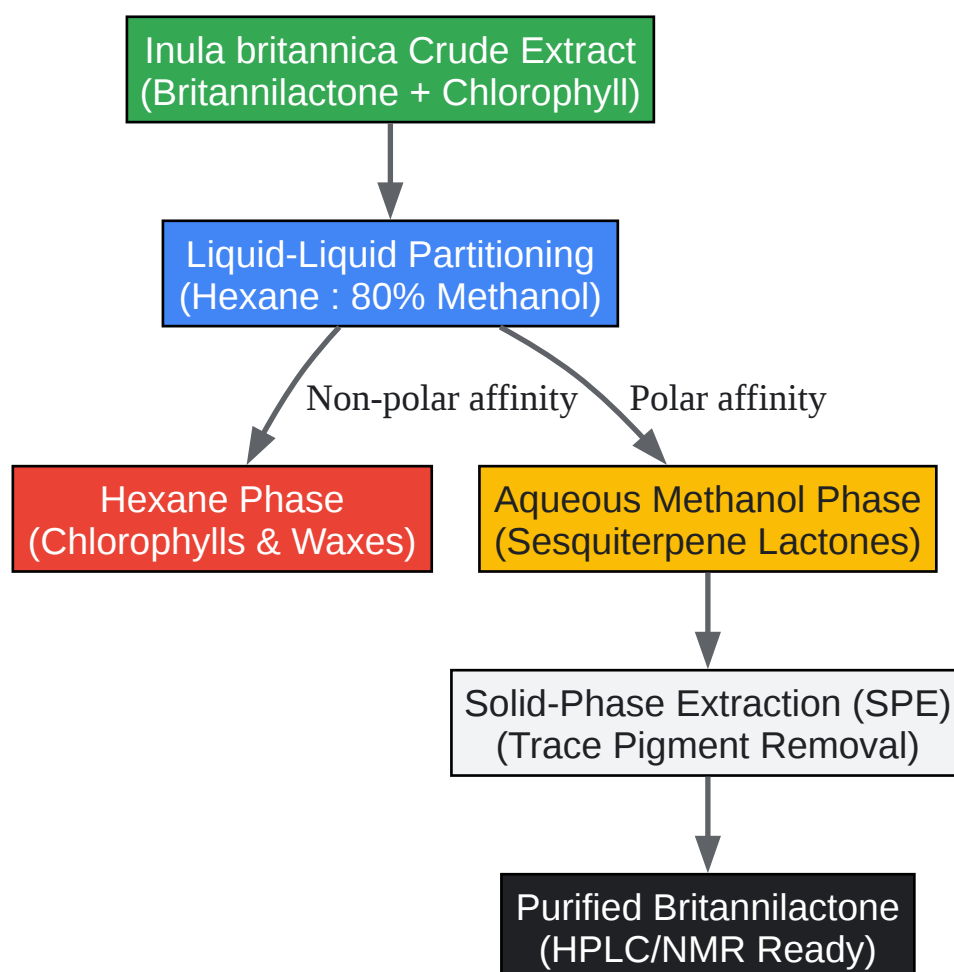 Inula britannica Crude Extract
(Britannilactone + Chlorophyll)
Liquid-Liquid Partitioning
(Hexane : 80% Methanol)
Non-polar affinity
Polar affinity
Hexane Phase
(Chlorophylls & Waxes)
Aqueous Methanol Phase
(Sesquiterpene Lactones)
Solid-Phase Extraction (SPE)
(Trace Pigment Removal)
Purified Britannilactone
(HPLC/NMR Ready)